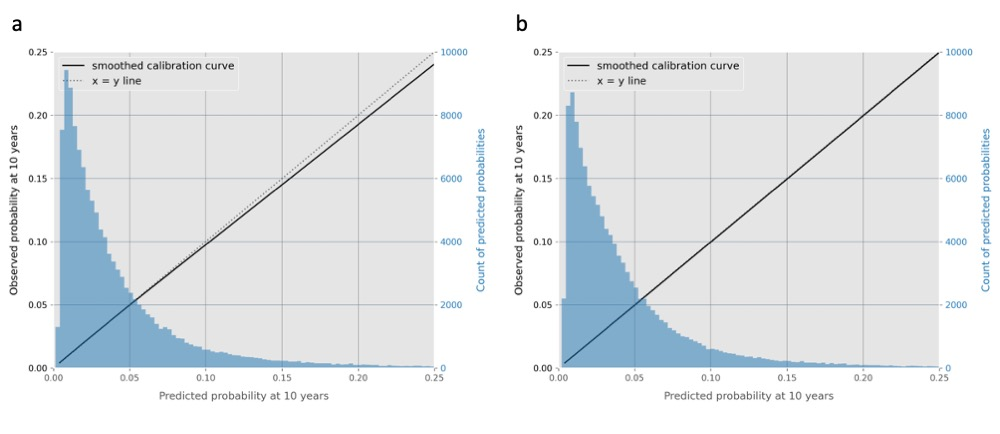 a
b
smoothed calibration curve
x = y line
Observed probability at 10 years
0.25
0.20
0.15
0.10
0.05
0.00
0.00 0.05 0.10 0.15 0.20 0.25
Predicted probability at 10 years
10000
8000
6000
4000
2000
0
Count of predicted probabilities
smoothed calibration curve
x = y line
Observed probability at 10 years
0.25
0.20
0.15
0.10
0.05
0.00
0.00 0.05 0.10 0.15 0.20 0.25
Predicted probability at 10 years
10000
8000
6000
4000
2000
0
Count of predicted probabilities